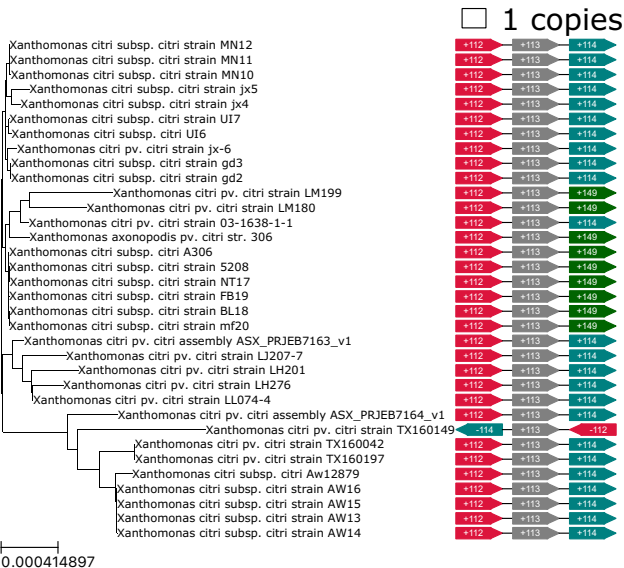 1 copies
Xanthomonas citri subsp. citri strain MN12 +112 +113 +114
Xanthomonas citri subsp. citri strain MN11 +112 +113 +114
Xanthomonas citri subsp. citri strain MN10 +112 +113 +114
Xanthomonas citri subsp. citri strain jx5 +112 +113 +114
Xanthomonas citri subsp. citri strain jx4 +112 +113 +114
Xanthomonas citri subsp. citri strain UI7 +112 +113 +114
Xanthomonas citri subsp. citri UI6 +112 +113 +114
Xanthomonas citri pv. citri strain jx-6 +112 +113 +114
Xanthomonas citri subsp. citri strain gd3 +112 +113 +114
Xanthomonas citri subsp. citri strain gd2 +112 +113 +114
Xanthomonas citri pv. citri strain LM199 +112 +113 +149
Xanthomonas citri pv. citri strain LM180 +112 +113 +149
Xanthomonas citri pv. citri strain 03-1638-1-1 +112 +113 +114
Xanthomonas axonopodis pv. citri str. 306 +112 +113 +149
Xanthomonas citri subsp. citri A306 +112 +113 +149
Xanthomonas citri subsp. citri strain 5208 +112 +113 +149
Xanthomonas citri subsp. citri strain NT17 +112 +113 +149
Xanthomonas citri subsp. citri strain FB19 +112 +113 +149
Xanthomonas citri subsp. citri strain BL18 +112 +113 +149
Xanthomonas citri subsp. citri strain mf20 +112 +113 +149
Xanthomonas citri pv. citri assembly ASX_PRJEB7163_v1 +112 +113 +114
Xanthomonas citri pv. citri strain LJ207-7 +112 +113 +114
Xanthomonas citri pv. citri strain LH201 +112 +113 +114
Xanthomonas citri pv. citri strain LH276 +112 +113 +114
Xanthomonas citri pv. citri strain LL074-4 +112 +113 +114
Xanthomonas citri pv. citri assembly ASX_PRJEB7164_v1 +112 +113 +114
Xanthomonas citri pv. citri strain TX160149 -114 +113 -112
Xanthomonas citri pv. citri strain TX160042 +112 +113 +114
Xanthomonas citri pv. citri strain TX160197 +112 +113 +114
Xanthomonas citri subsp. citri Aw12879 +112 +113 +114
Xanthomonas citri subsp. citri strain AW16 +112 +113 +114
Xanthomonas citri subsp. citri strain AW15 +112 +113 +114
Xanthomonas citri subsp. citri strain AW13 +112 +113 +114
Xanthomonas citri subsp. citri strain AW14 +112 +113 +114
0.000414897